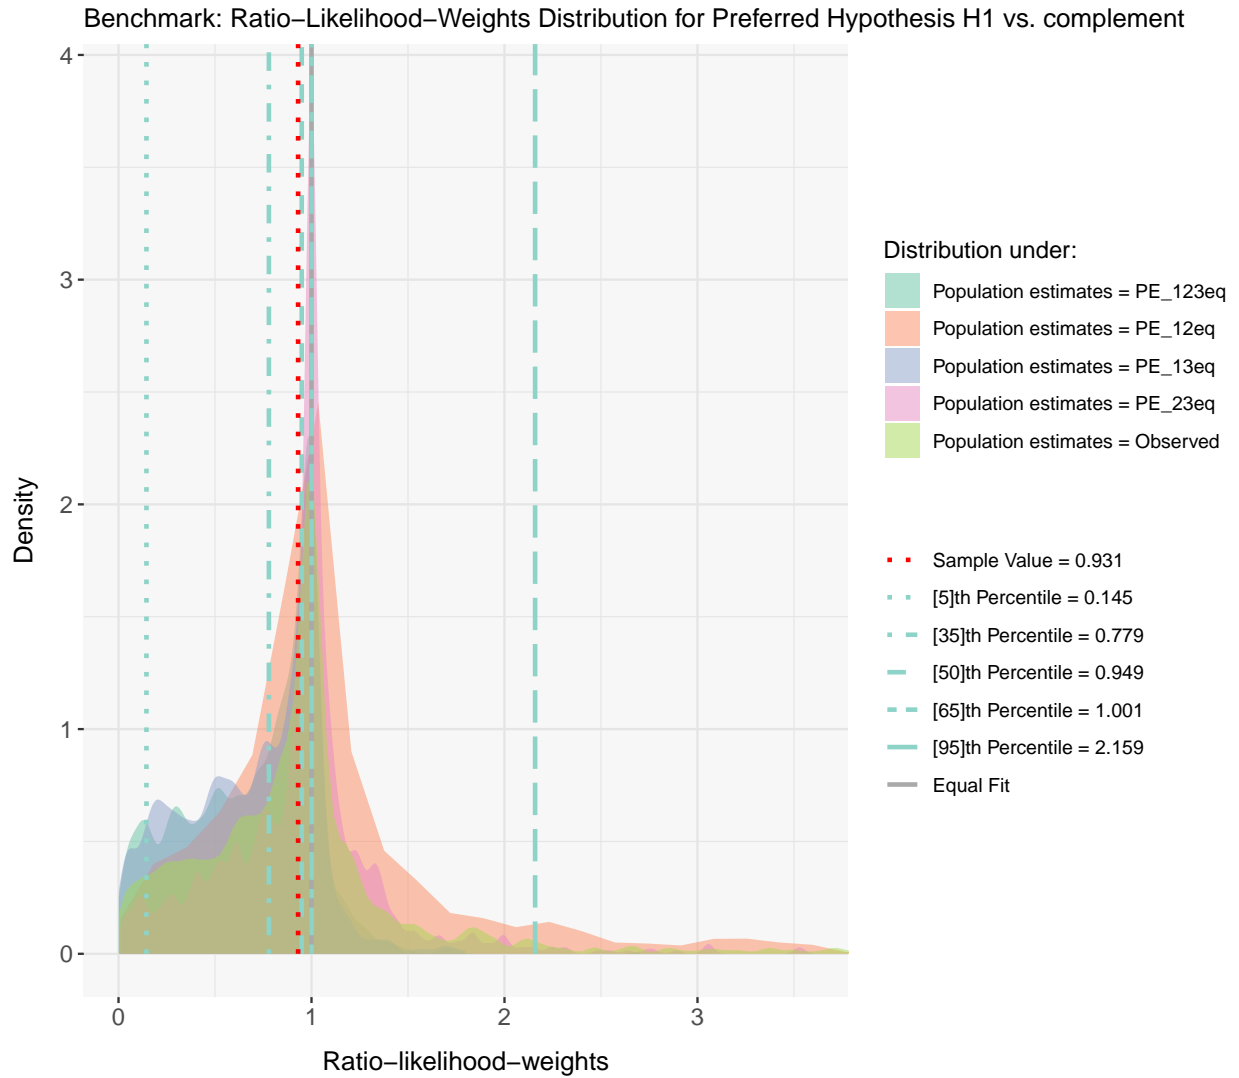 Benchmark: Ratio−Likelihood−Weights Distribution for Preferred Hypothesis H1 vs. complement
4
3
2
1
0
Density
0 1 2 3
Ratio−likelihood−weights
Distribution under:
Population estimates = PE_123eq
Population estimates = PE_12eq
Population estimates = PE_13eq
Population estimates = PE_23eq
Population estimates = Observed
Sample Value = 0.931
[5]th Percentile = 0.145
[35]th Percentile = 0.779
[50]th Percentile = 0.949
[65]th Percentile = 1.001
[95]th Percentile = 2.159
Equal Fit